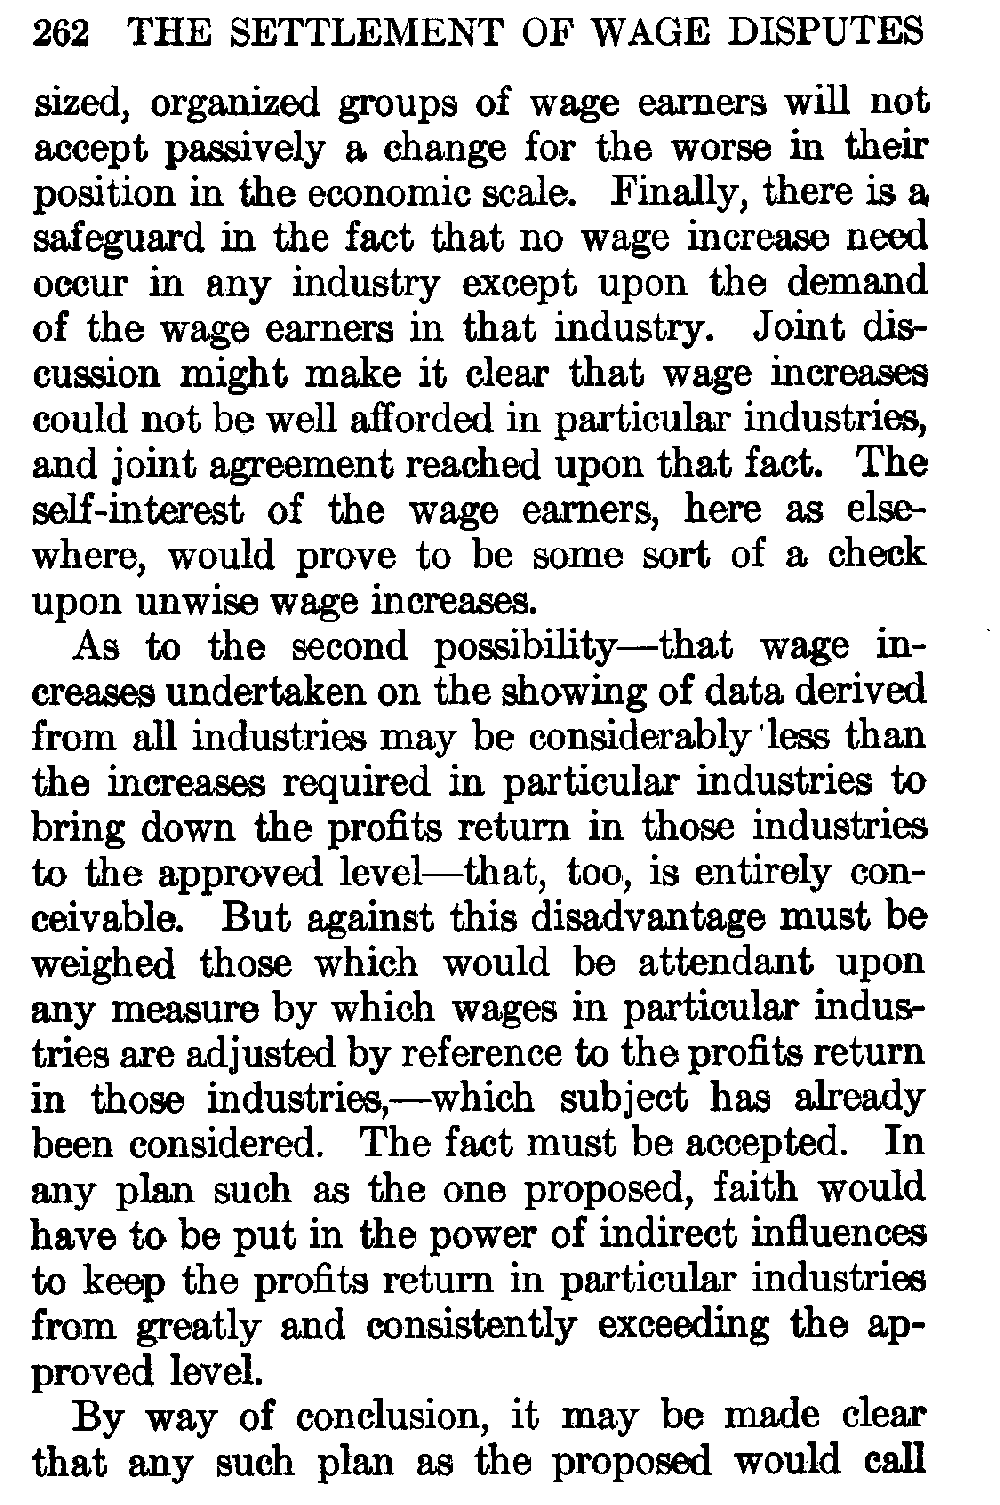 262 THE SETTLEMENT OF WAGE DISPUTES
sized, organized groups of wage earners will not
accept passively a change for the worse in their
position in the economic scale. Finally, there is a
safeguard in the fact that no wage increase need
occur in any industry except upon the demand
of the wage earners in that industry. Joint dis-
cussion might make it clear that wage increases
could not be well afforded in particular industries,
and joint agreement reached upon that fact. The
self-interest of the wage earners, here as else-
where, would prove to be some sort of a check
upon unwise wage increases.
As to the second possibility—that wage in-
creases undertaken on the showing of data derived
from all industries may be considerably less than
the increases required in particular industries to
bring down the profits return in those industries
to the approved level—that, too, is entirely con-
ceivable. But against this disadvantage must be
weighed those which would be attendant upon
any measure by which wages in particular indus-
tries are adjusted by reference to the profits return
in those industries,—which subject has already
been considered. The fact must be accepted. In
any plan such as the one proposed, faith would
have to be put in the power of indirect influences
to keep the profits return in particular industries
from greatly and consistently exceeding the ap-
proved level.
By way of conclusion, it may be made clear
that any such plan as the proposed would call